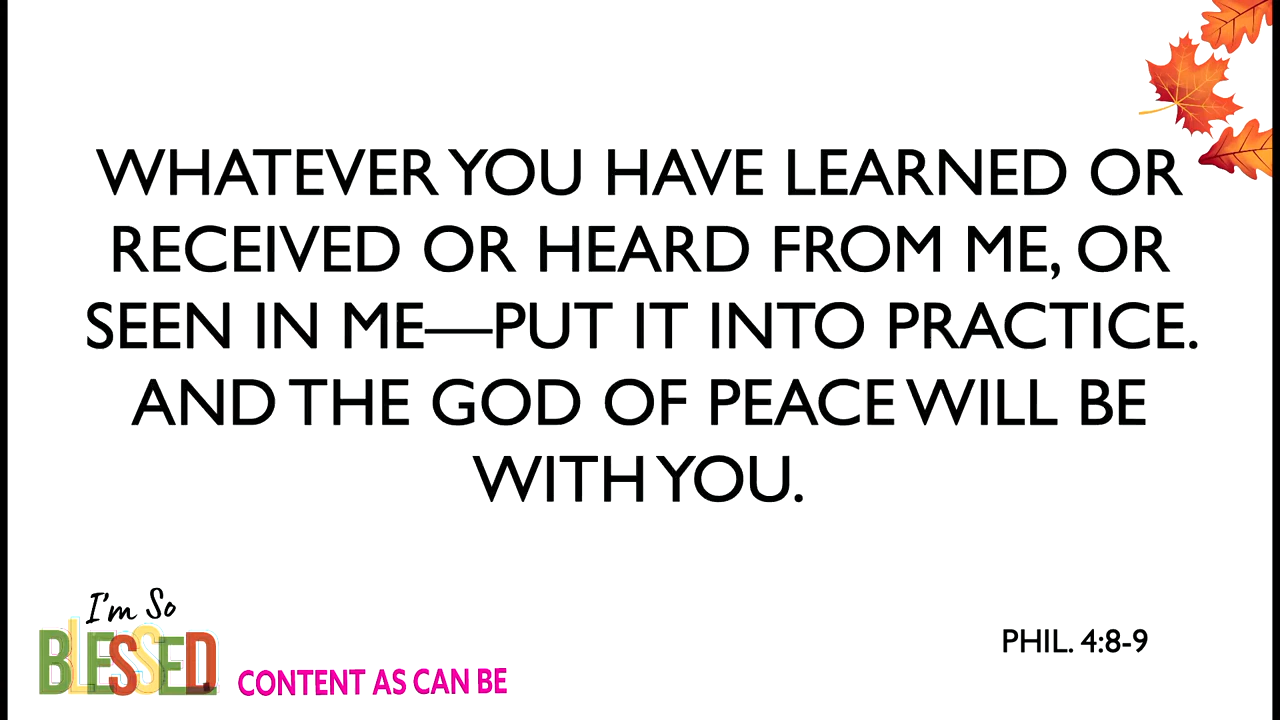 WHATEVER YOU HAVE LEARNED OR
RECEIVED OR HEARD FROM ME, OR
SEEN IN ME—PUT IT INTO PRACTICE.
AND THE GOD OF PEACE WILL BE
WITH YOU.
I'm So
BLESSED.
CONTENT AS CAN BE
PHIL. 4:8-9